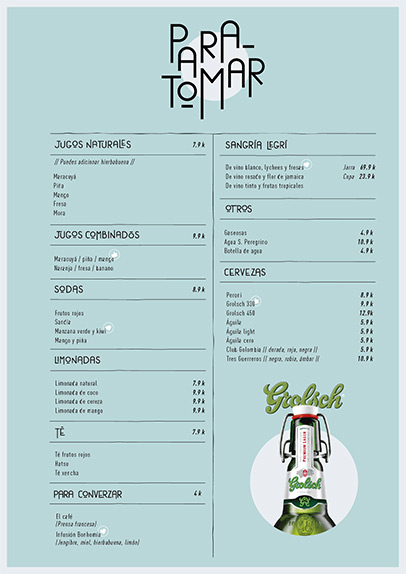 PARA-
TOMAR
JUGOS NATURALES 7.9 k
// Puedes adicionar hierbabuena //
Maracuyá
Piña
Mango
Fresa
Mora
JUGOS COMBINADOS 9.9 k
Maracuyá / piña / mango
Naranja / fresa / banano
SODAS 8.9 k
Frutos rojos
Sandía
Manzana verde y kiwi
Mango y piña
LIMONADAS
Limonada natural 7.9 k
Limonada de coco 9.9 k
Limonada de cereza 9.9 k
Limonada de mango 9.9 k
TÉ 7.9 k
Té frutos rojos
Hatsu
Té sencha
PARA CONVERZAR 4 k
El café
(Prensa francesa)
Infusión Bonhomía
(Jengibre, miel, hierbabuena, limón)
SANGRÍA LEGRÍ
De vino blanco, lychees y fresas Jarra 69.9 k
De vino rosado y flor de jamaica Copa 23.9 k
De vino tinto y frutas tropicales
OTROS
Gaseosas 4.9 k
Agua S. Peregrino 10.9 k
Botella de agua 4.9 k
CERVEZAS
Peroni 8.9 k
Grolsch 330 9.9 k
Grolsch 450 12.9k
Águila 5.9 k
Águila light 5.9 k
Águila cero 5.9 k
Club Colombia // dorada, roja, negra // 5.9 k
Tres Guerreros // negra, rubia, ámbar // 10.9 k
Grolsch
PREMIUM LAGER
Grolsch